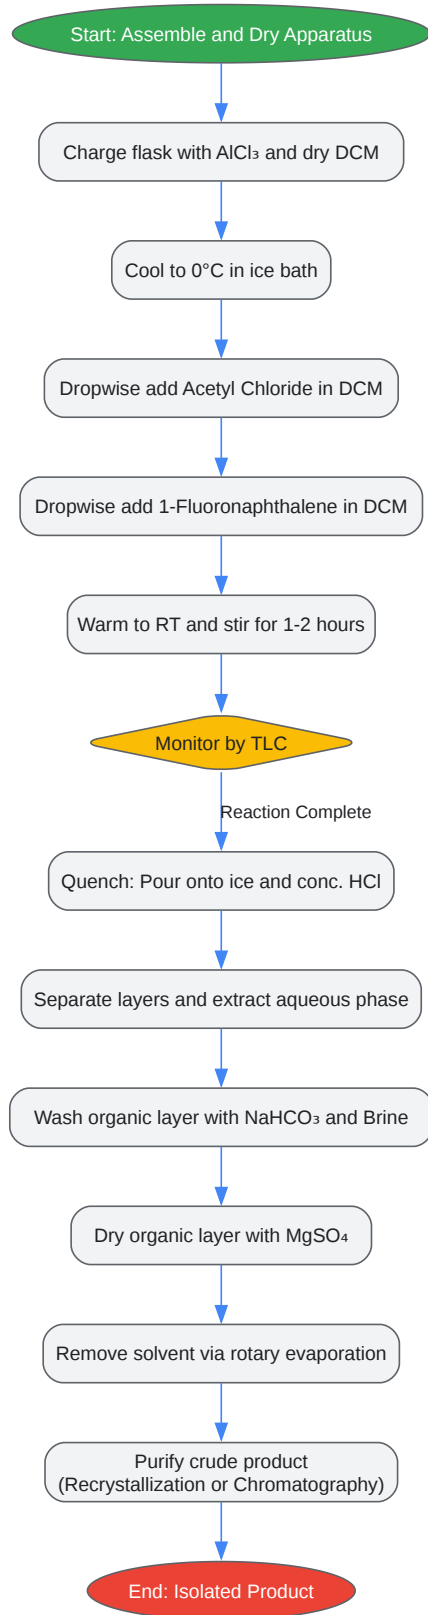 Start: Assemble and Dry Apparatus
Charge flask with AlCl₃ and dry DCM
Cool to 0°C in ice bath
Dropwise add Acetyl Chloride in DCM
Dropwise add 1-Fluoronaphthalene in DCM
Warm to RT and stir for 1-2 hours
Monitor by TLC
Reaction Complete
Quench: Pour onto ice and conc. HCl
Separate layers and extract aqueous phase
Wash organic layer with NaHCO₃ and Brine
Dry organic layer with MgSO₄
Remove solvent via rotary evaporation
Purify crude product
(Recrystallization or Chromatography)
End: Isolated Product